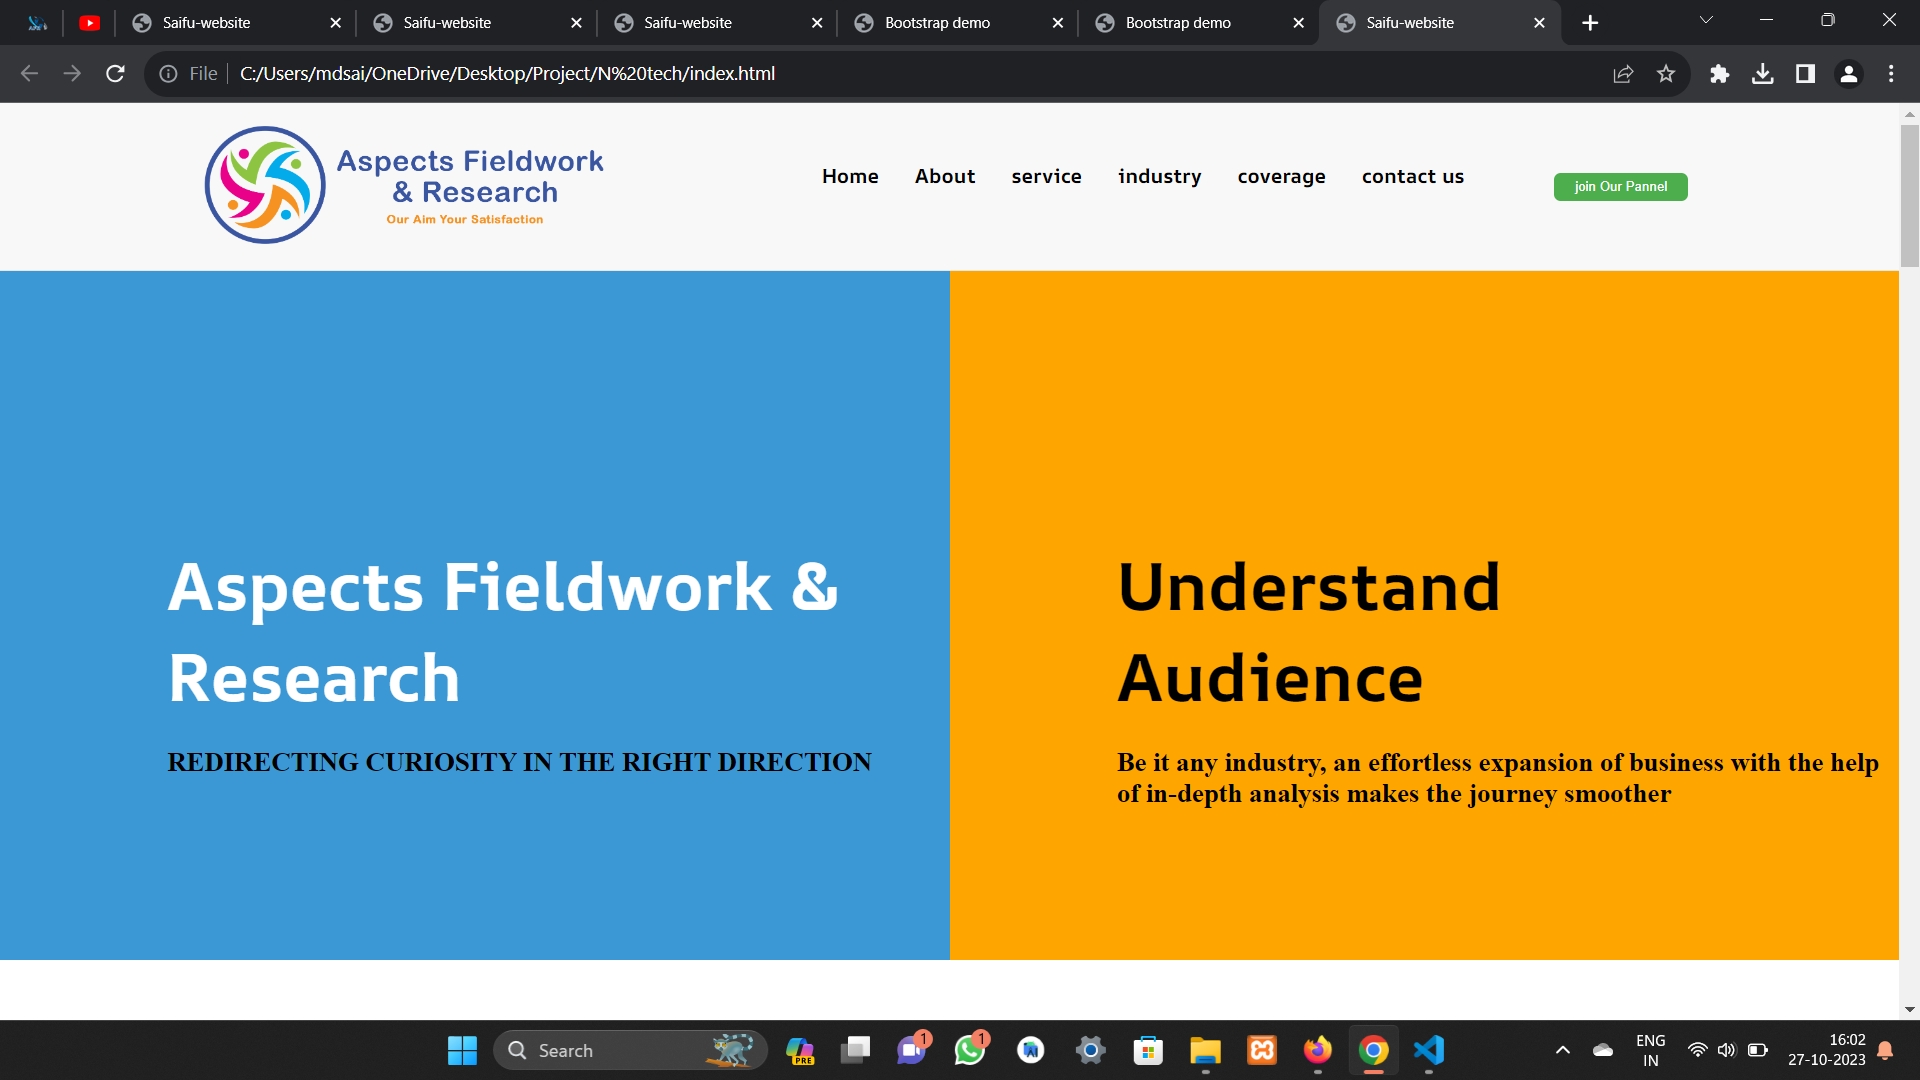 Saifu-website
Saifu-website
Saifu-website
Bootstrap demo
Bootstrap demo
Saifu-website
File
C:/Users/mdsai/OneDrive/Desktop/Project/N%20tech/index.html
Aspects Fieldwork
& Research
Our Aim Your Satisfaction
Home About service industry coverage contact us
join Our Pannel
Aspects Fieldwork &
Research
REDIRECTING CURIOSITY IN THE RIGHT DIRECTION
Understand
Audience
Be it any industry, an effortless expansion of business with the help
of in-depth analysis makes the journey smoother
Search
PRE
1
1
ENG
IN
16:02
27-10-2023